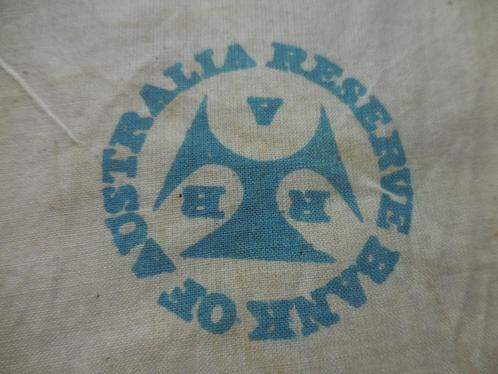 RESERVE BANK OF AUSTRALIA
A
B R